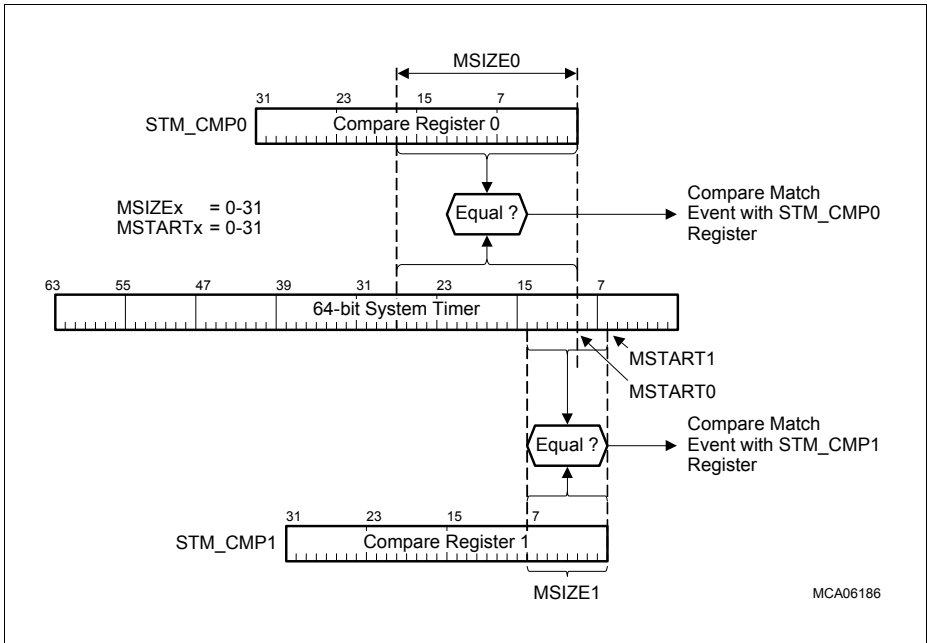 MSIZE0
31 23 15 7
STM_CMP0 Compare Register 0
MSIZEx = 0-31
MSTARTx = 0-31
Equal ?
Compare Match
Event with STM_CMP0
Register
63 55 47 39 31 23 15 7
64-bit System Timer
MSTART1
MSTART0
Equal ?
Compare Match
Event with STM_CMP1
Register
31 23 15 7
STM_CMP1 Compare Register 1
MSIZE1
MCA06186